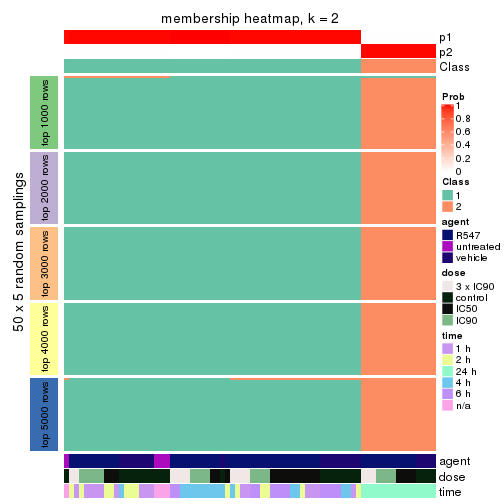 membership heatmap, k = 2
p1
p2
Class
50 x 5 random samplings
top 1000 rows
top 2000 rows
top 3000 rows
top 4000 rows
top 5000 rows
agent
dose
time
Prob
1
0.8
0.6
0.4
0.2
0
Class
1
2
agent
R547
untreated
vehicle
dose
3 x IC90
control
IC50
IC90
time
1 h
2 h
24 h
4 h
6 h
n/a